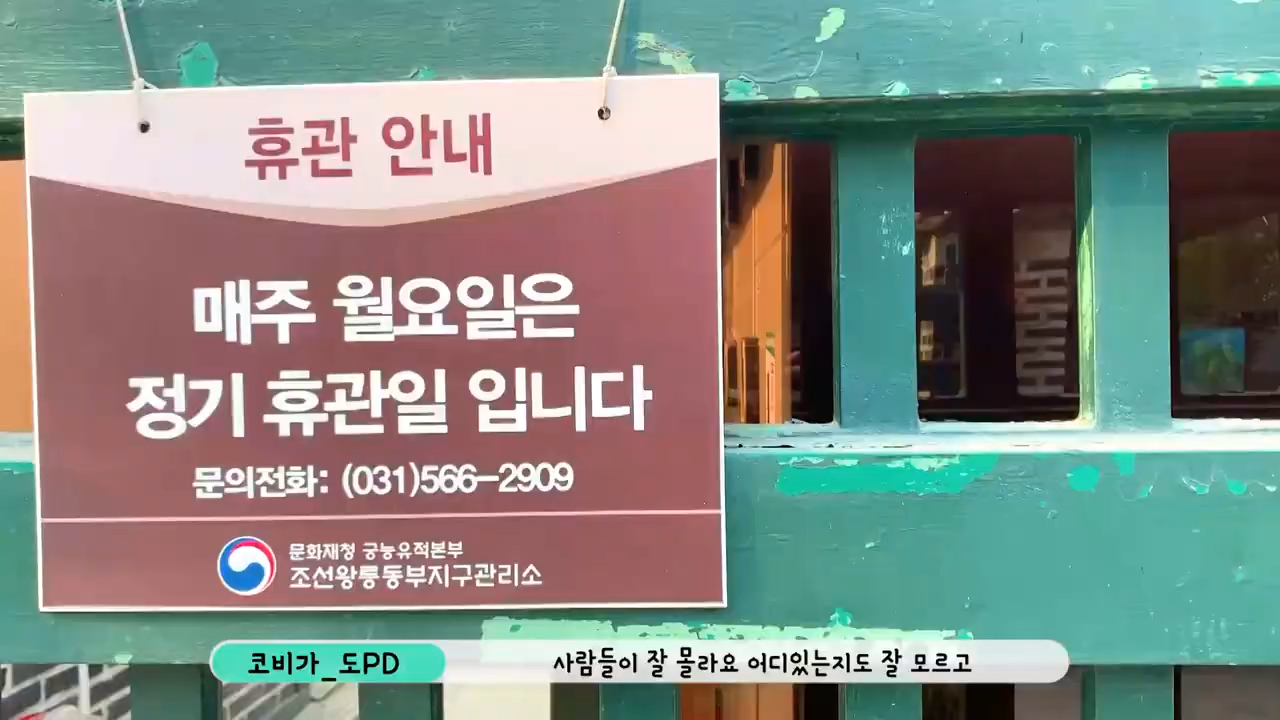 휴관 안내
매주 월요일은
정기 휴관일 입니다
문의전화: (031)566-2909
문화재청 궁능유적본부
조선왕릉동부지구관리소
코비가_도PD
사람들이 잘 몰라요 어디있는지도 잘 모르고